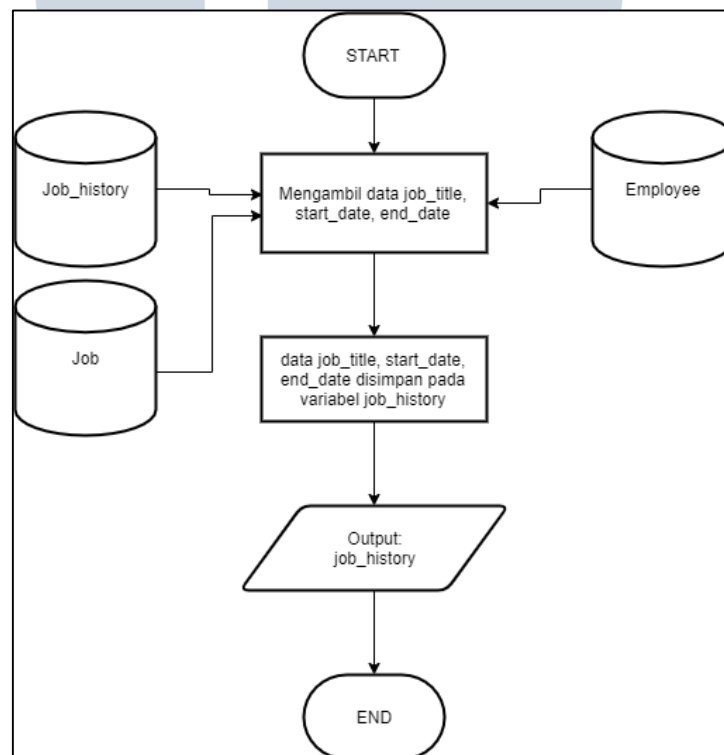 START
Job_history
Mengambil data job_title,
start_date, end_date
Employee
Job
data job_title, start_date,
end_date disimpan pada
variabel job_history
Output:
job_history
END